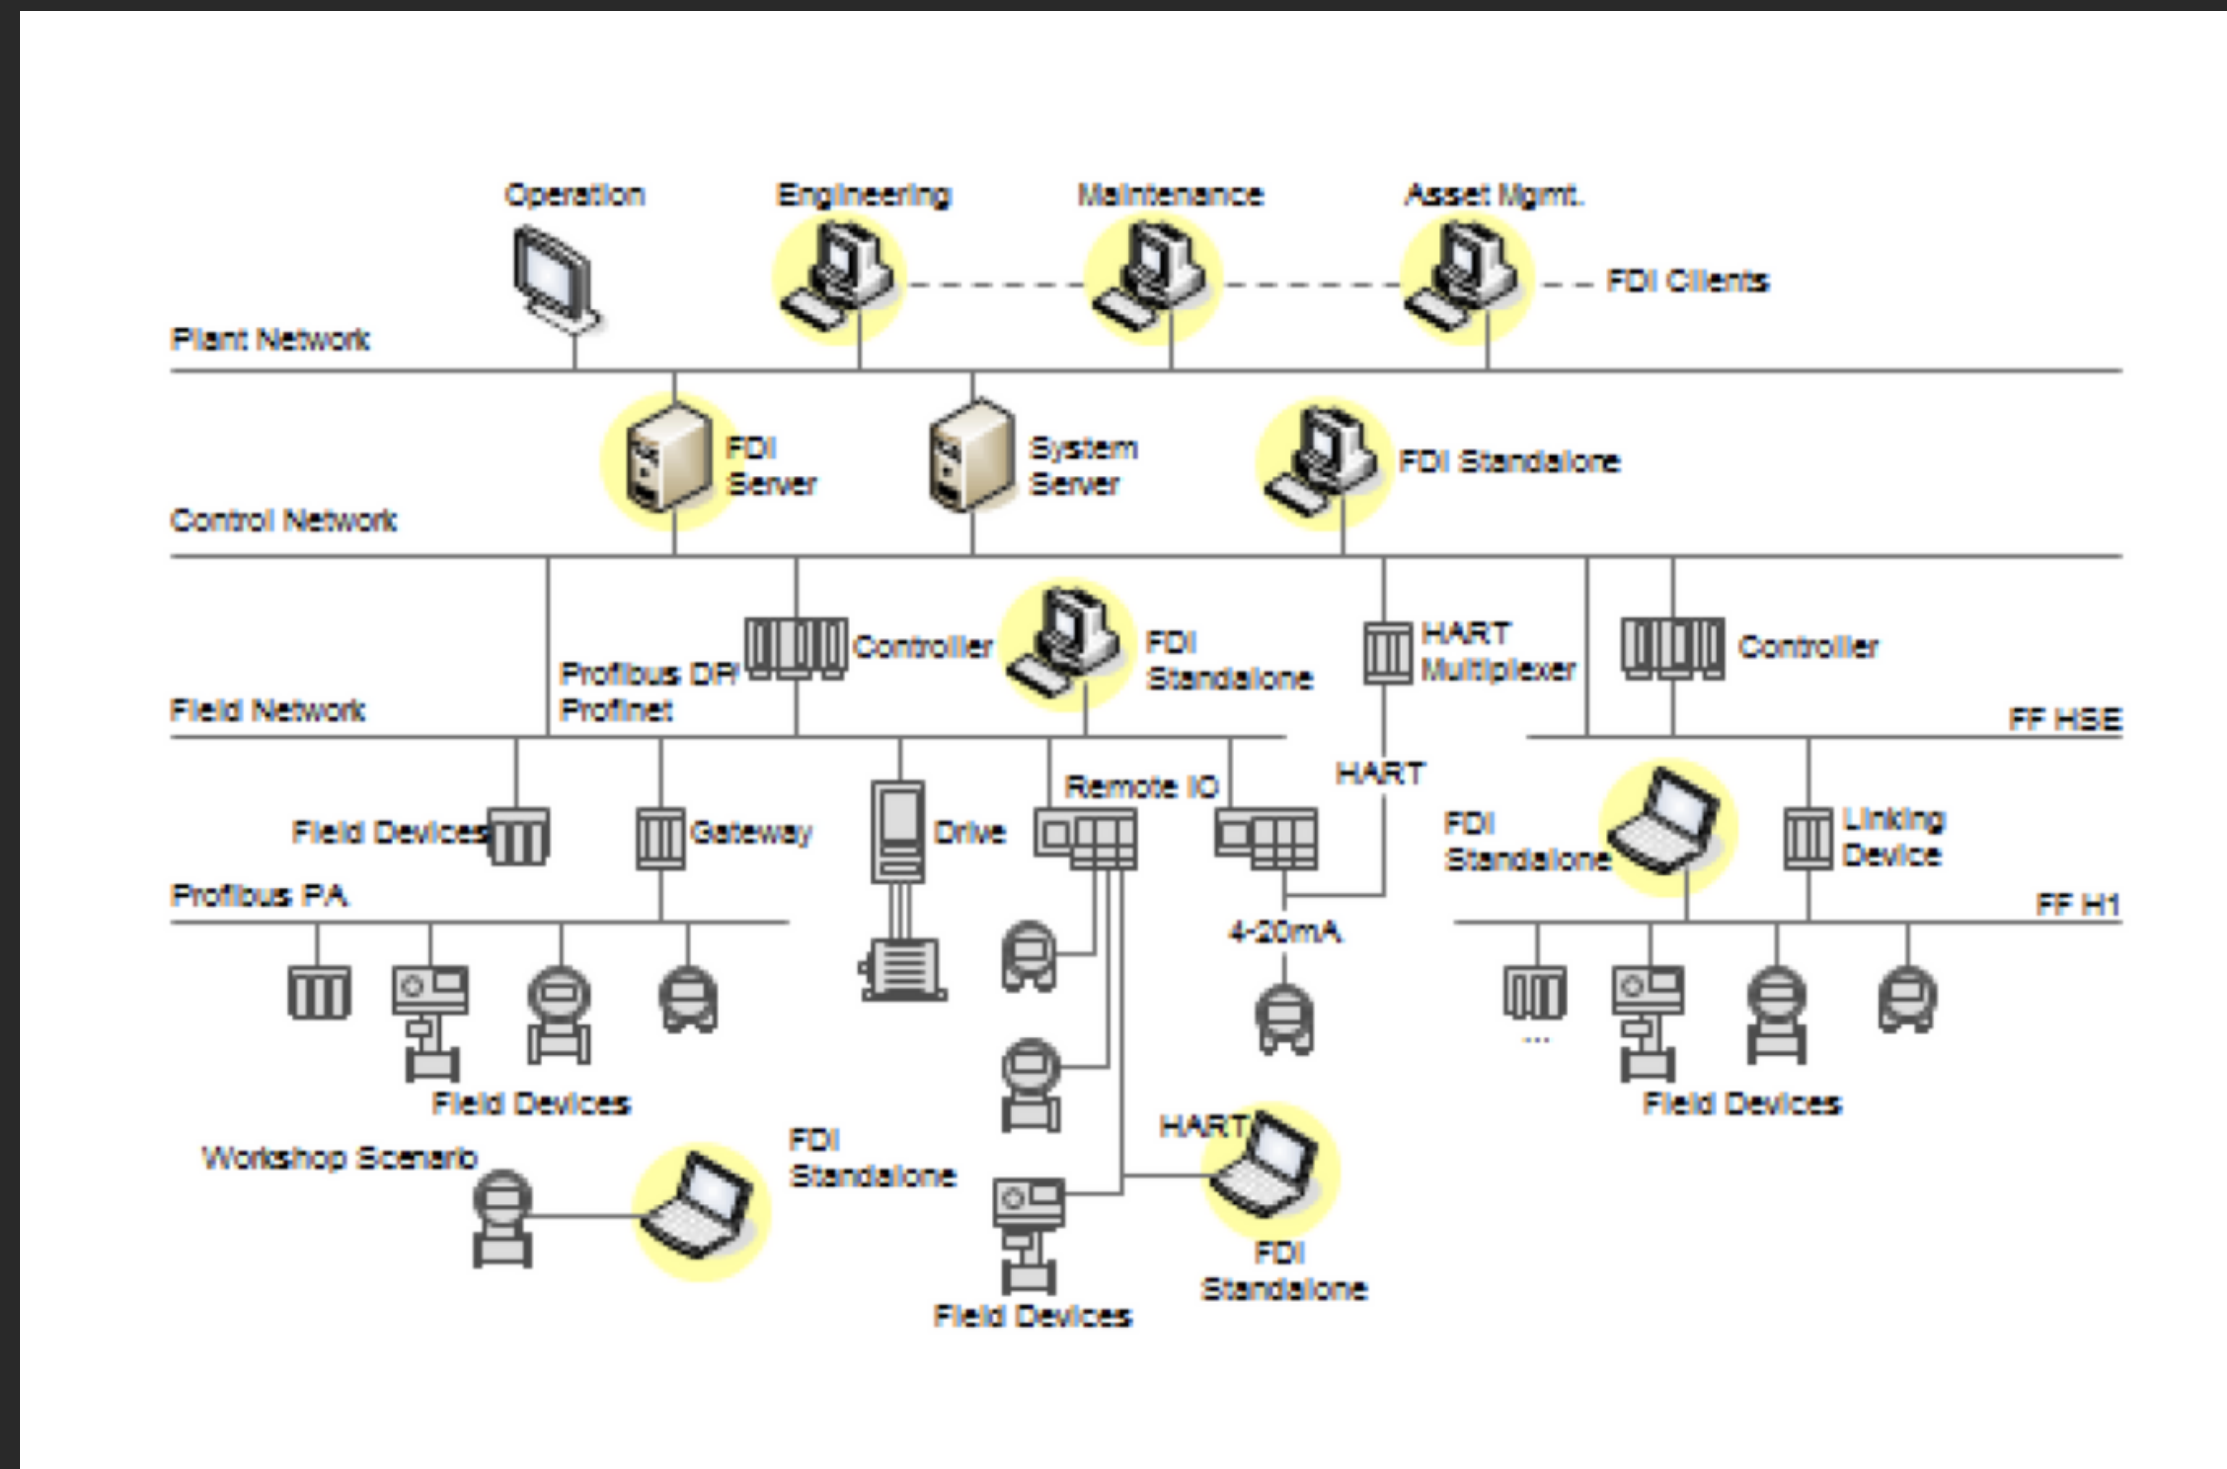 Operation
Engineering
Maintenance
Asset Mgmt.
FDI Clients
Plant Network
FDI
Server
System
Server
FDI Standalone
Control Network
Controller
FDI
Standalone
HART
Multiplexer
Controller
Profibus DP/
Profinet
Field Network
FF HSE
HART
Remote IO
Field Devices
Gateway
Drive
FDI
Standalone
Linking
Device
Profibus PA
FF H1
4-20mA
...
Field Devices
Field Devices
Workshop Scenario
FDI
Standalone
HART
FDI
Standalone
Field Devices